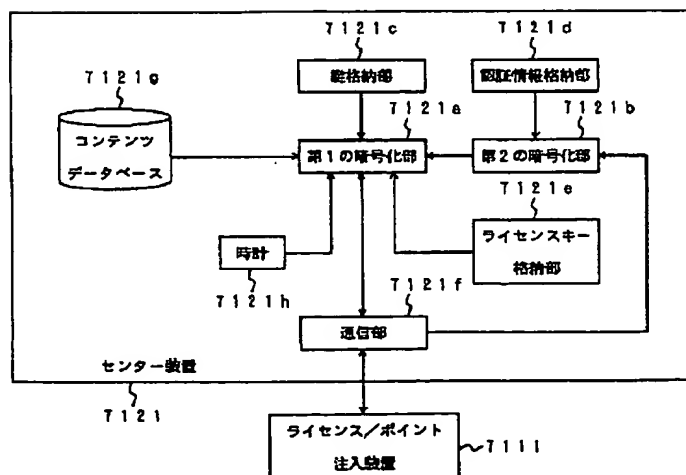 7121c
7121d
鍵格納部
認証情報格納部
7121g
7121a
7121b
コンテンツ
データベース
第1の暗号化部
第2の暗号化部
7121e
ライセンスキー
格納部
時計
7121h
7121f
通信部
センター装置
7121
ライセンス/ポイント
注入装置
7111